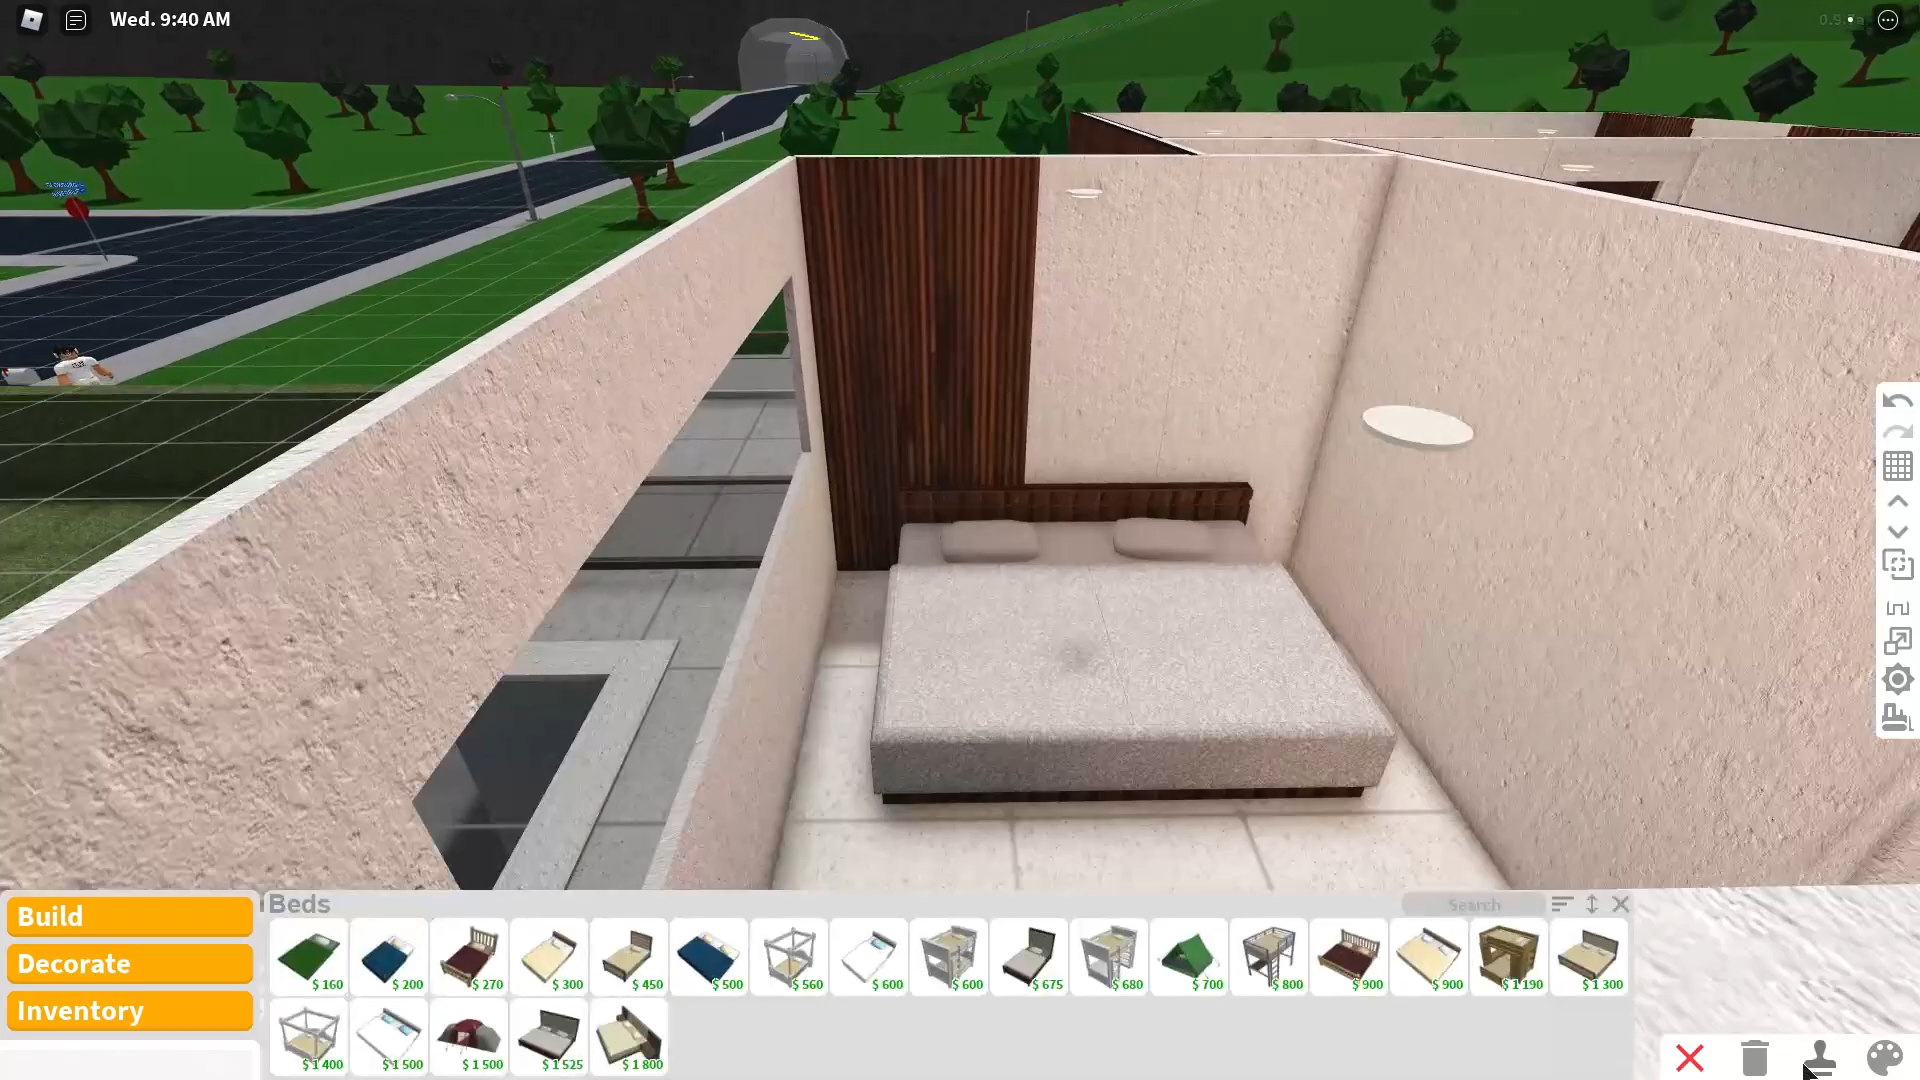 Wed. 9:40 AM
Build
Decorate
Inventory
Beds
Search
$ 160
$ 200
$ 270
$ 300
$ 450
$ 500
$ 560
$ 600
$ 600
$ 675
$ 680
$ 700
$ 800
$ 900
$ 900
$ 1 190
$ 1 300
$ 1 400
$ 1 500
$ 1 500
$ 1 525
$ 1 800